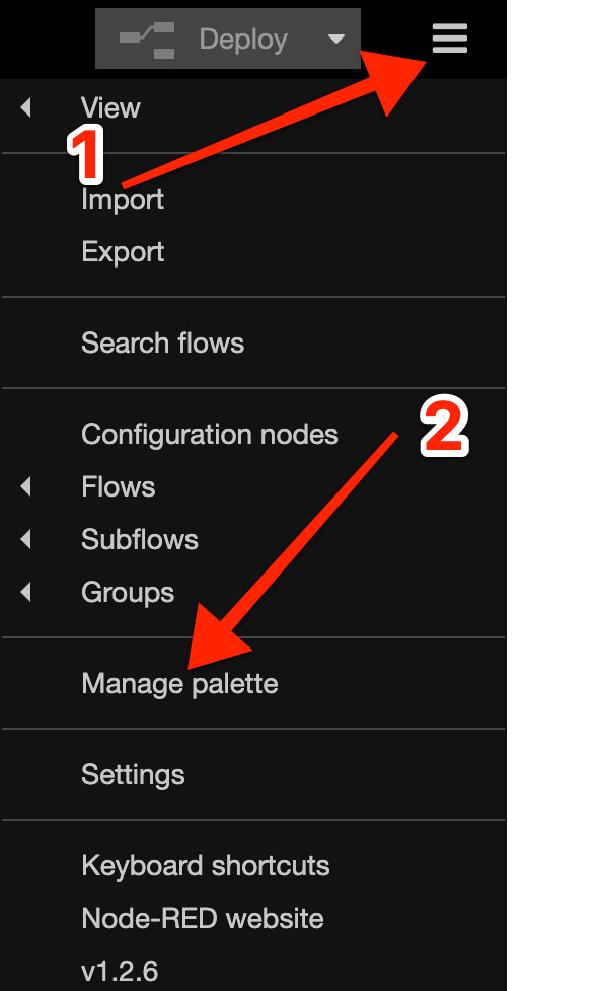 Deploy
View
1
Import
Export
Search flows
Configuration nodes
2
Flows
Subflows
Groups
Manage palette
Settings
Keyboard shortcuts
Node-RED website
v1.2.6